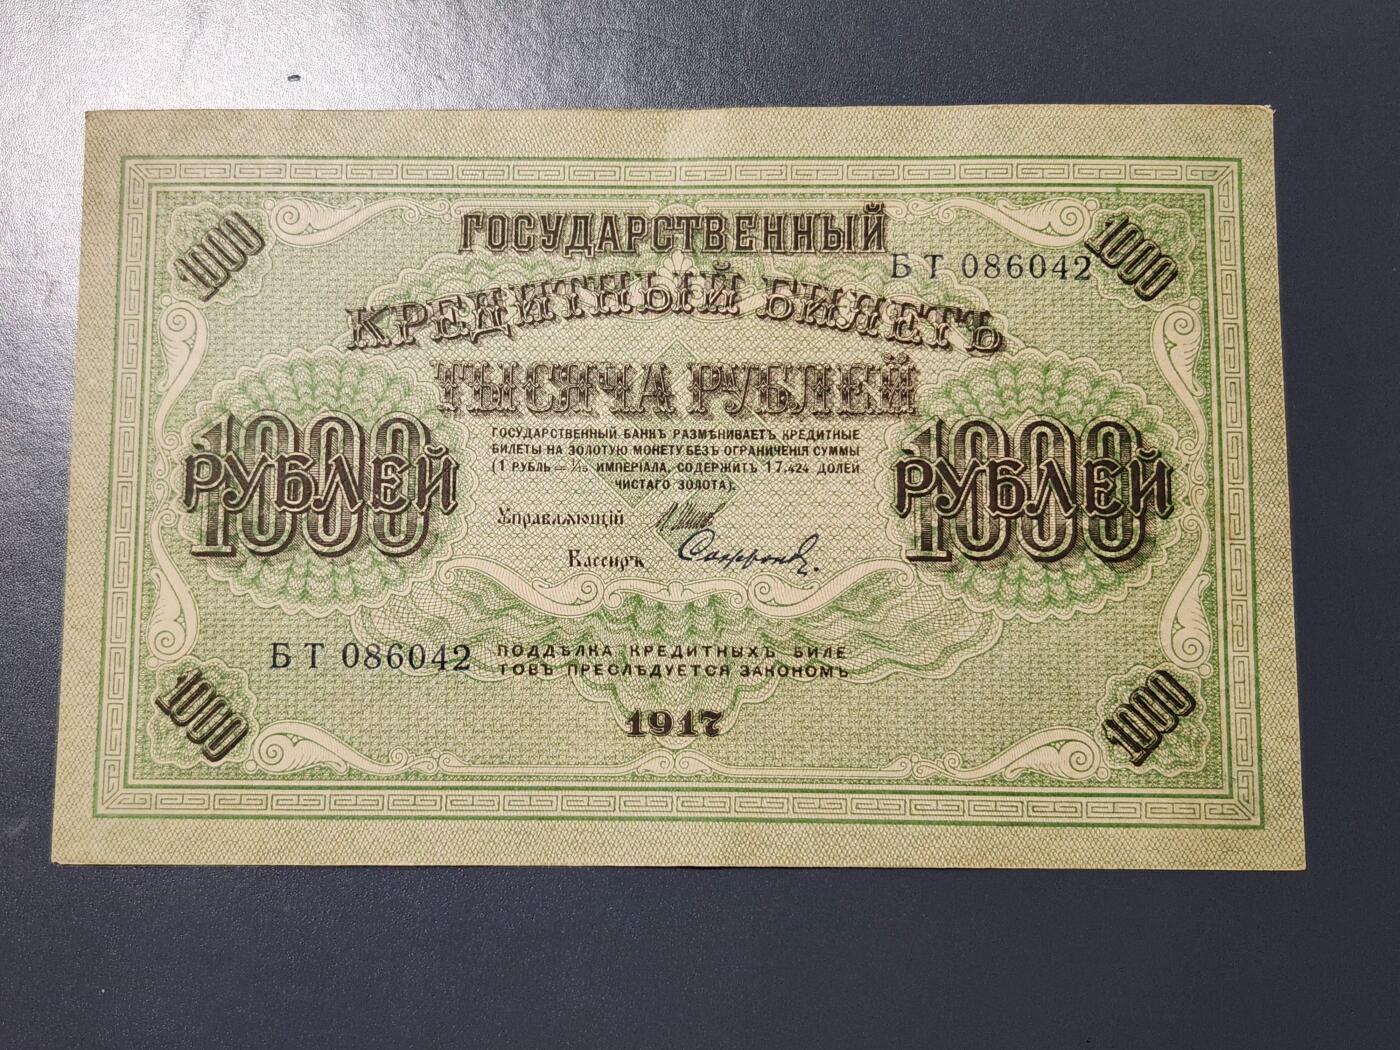 1000
ГОСУДАРСТВЕННЫЙ
1000
БТ 086042
КРЕДИТНЫЙ БИЛЕТЪ
ТЫСЯЧА РУБЛЕЙ
1000
РУБЛЕЙ
ГОСУДАРСТВЕННЫЙ БАНКЪ РАЗМѢНИВАЕТЪ КРЕДИТНЫЕ
БИЛЕТЫ НА ЗОЛОТУЮ МОНЕТУ БЕЗЪ ОГРАНИЧЕНІЯ СУММЫ
(1 РУБЛЬ = 1/15 ИМПЕРІАЛА, СОДЕРЖИТЪ 17,424 ДОЛЕЙ
ЧИСТАГО ЗОЛОТА).
1000
РУБЛЕЙ
Управляющій
Кассиръ Сафронов.
БТ 086042
ПОДДѢЛКА КРЕДИТНЫХЪ БИЛЕ
ТОВЪ ПРЕСЛѢДУЕТСЯ ЗАКОНОМЪ
1000
1917
1000